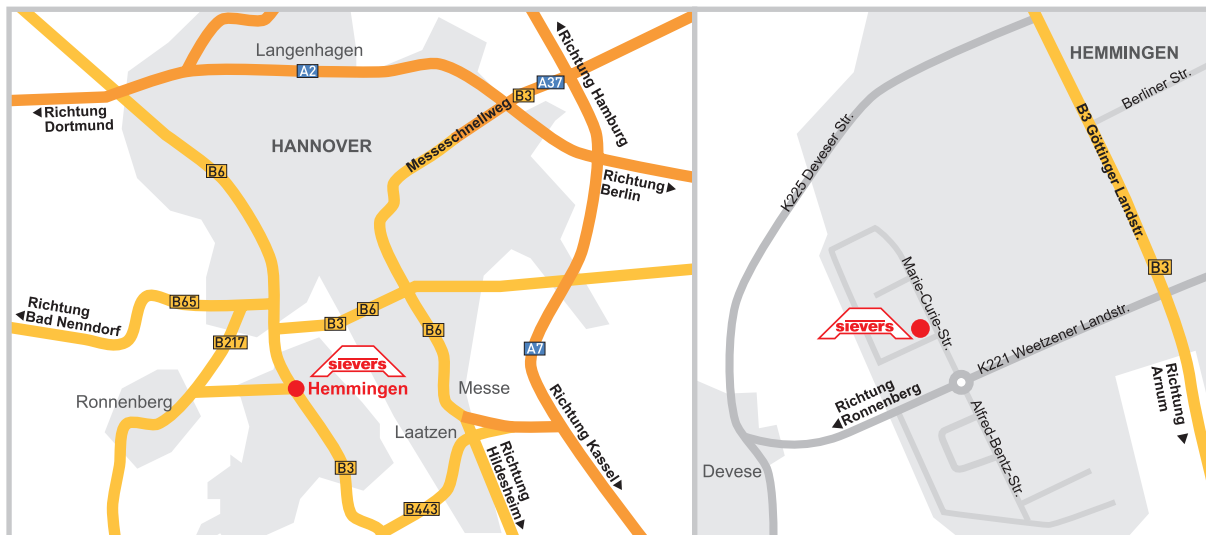 Langenhagen
A2
A37
B3
Richtung
Hamburg
Richtung
Dortmund
Messeschnellweg
HANNOVER
B6
Richtung
Berlin
B65
Richtung
Bad Nenndorf
B217
B3
B6
B6
A7
sievers
Hemmingen
Messe
Ronnenberg
Laatzen
Richtung Kassel
B3
Richtung
Hildesheim
B443
HEMMINGEN
Berliner Str.
K225 Deveser Str.
B3 Göttinger Landstr.
B3
Marie-Curie-Str.
sievers
K221 Weetzener Landstr.
Richtung
Ronnenberg
Richtung
Arnum
Alfred-Bentz-Str.
Devese